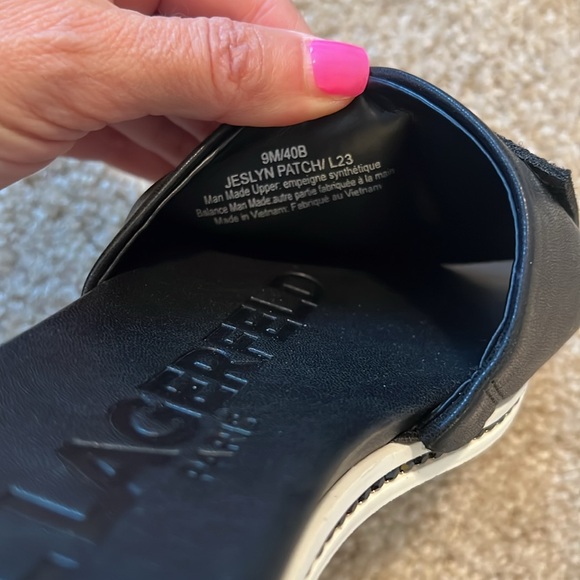 9M/40B
JESLYN PATCH/ L23
Man Made Upper: empeigne synthétique
Balance Man Made:autre partie fabriquée à la main
Made in Vietnam: Fabriqué au Vietnam
LAGERFELD
PARIS